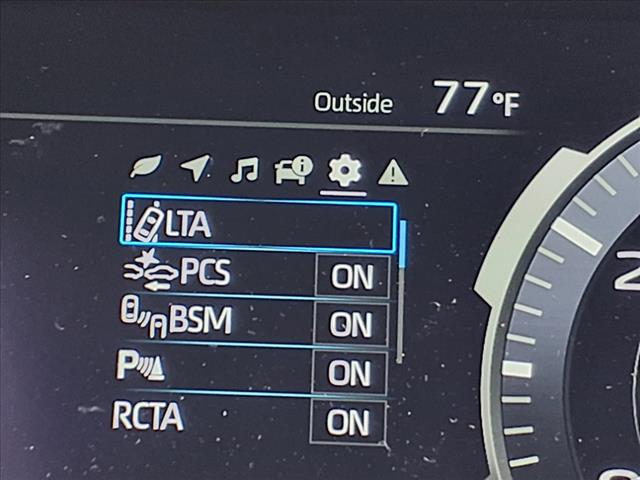 Outside 77°F
LTA
PCS ON
BSM ON
P ON
RCTA ON